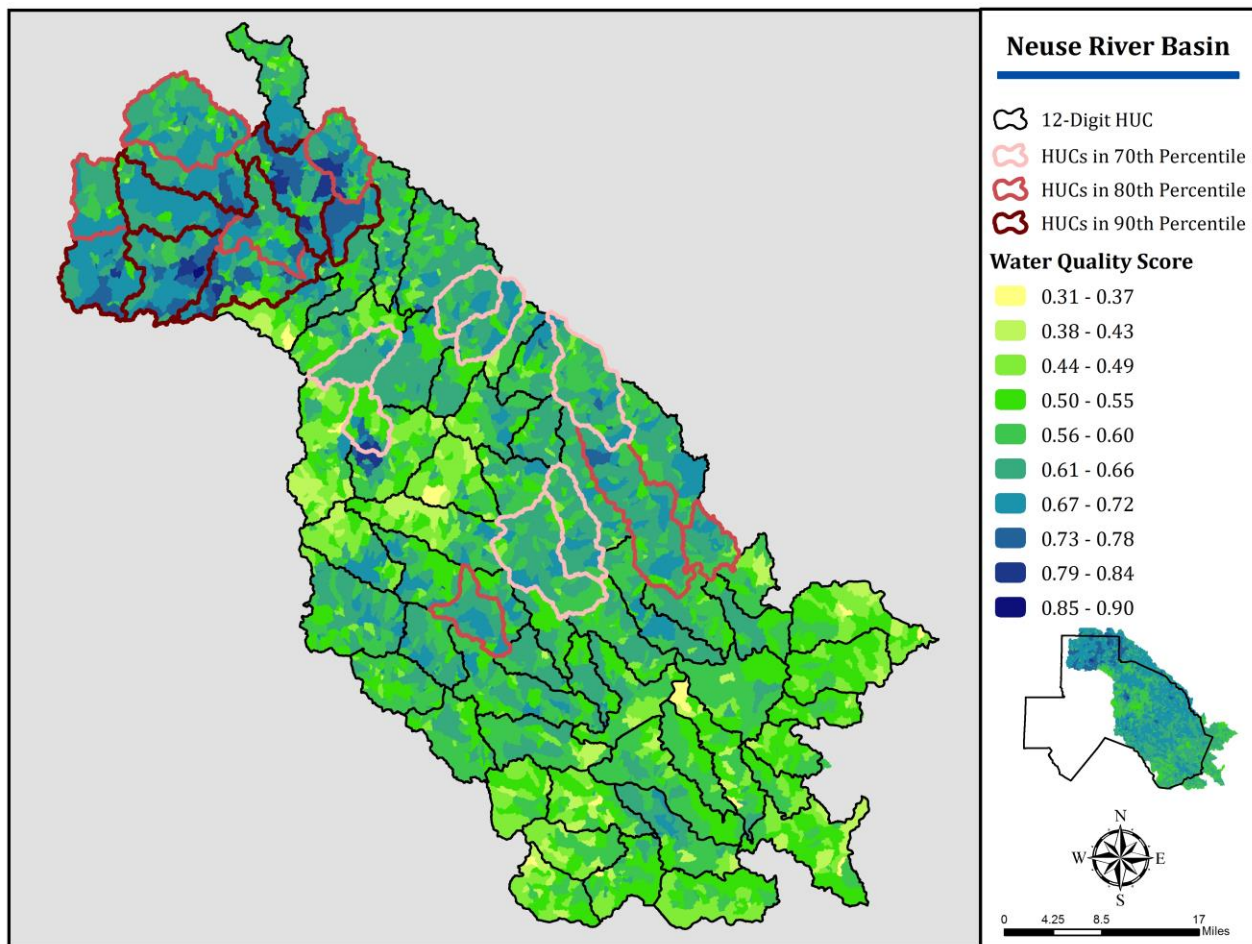 Neuse River Basin
12-Digit HUC
HUCs in 70th Percentile
HUCs in 80th Percentile
HUCs in 90th Percentile
Water Quality Score
0.31 - 0.37
0.38 - 0.43
0.44 - 0.49
0.50 - 0.55
0.56 - 0.60
0.61 - 0.66
0.67 - 0.72
0.73 - 0.78
0.79 - 0.84
0.85 - 0.90
N
W E
S
0 4.25 8.5 17
Miles